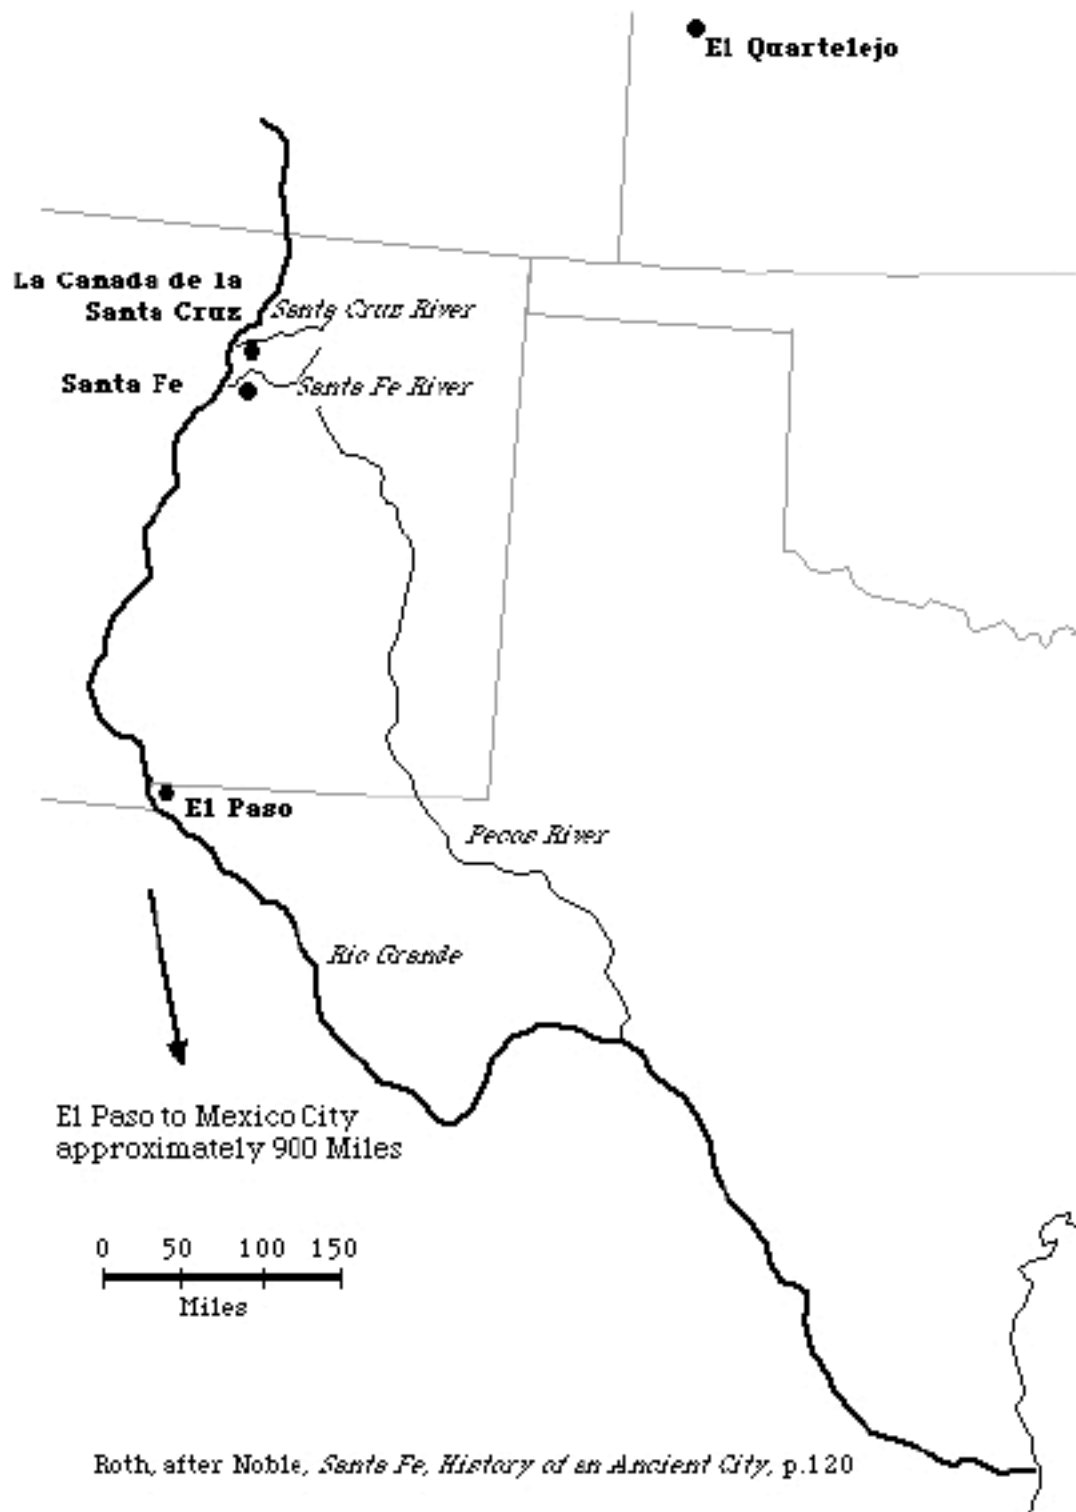 El Quartelejo
La Canada de la
Santa Cruz
Santa Cruz River
Santa Fe
Santa Fe River
El Paso
Pecos River
Rio Grande
El Paso to Mexico City
approximately 900 Miles
0 50 100 150
Miles
Roth, after Noble, Santa Fe, History of an Ancient City, p.120